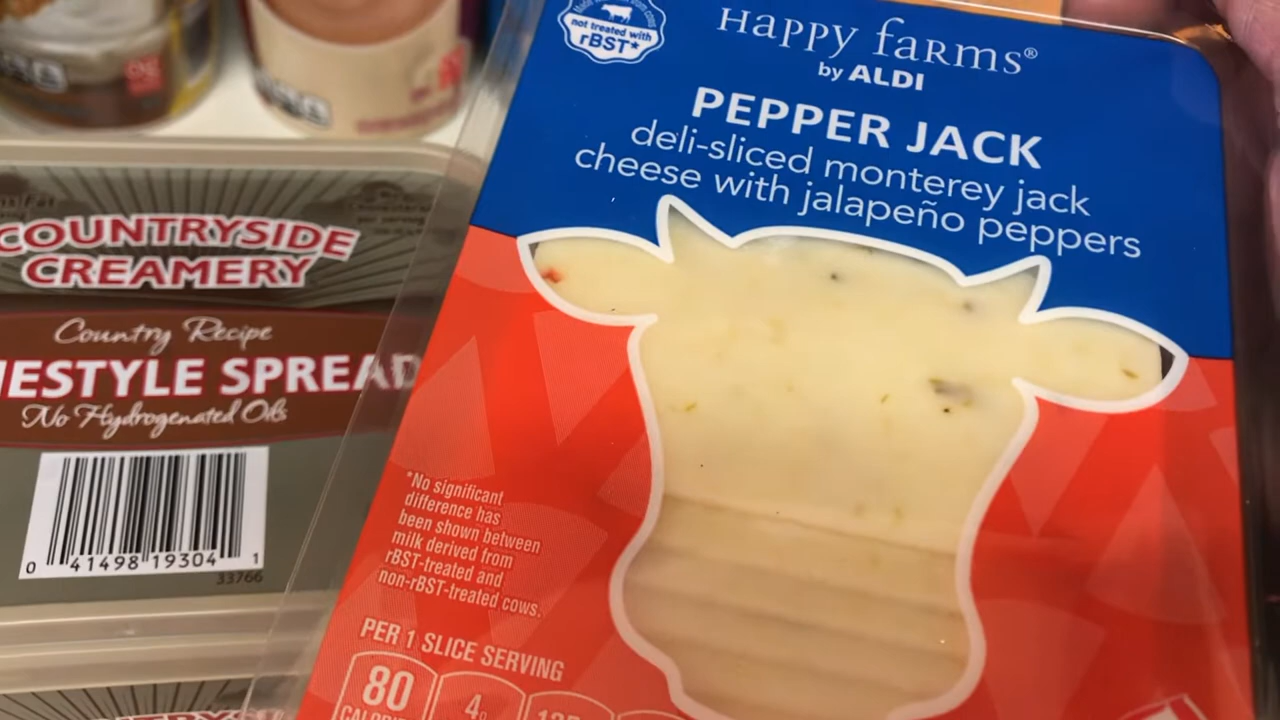 not treated with
rBST*
Happy farms®
by ALDI
PEPPER JACK
deli-sliced monterey jack
cheese with jalapeño peppers
*No significant
difference has
been shown between
milk derived from
rBST-treated and
non-rBST-treated cows.
PER 1 SLICE SERVING
80
COUNTRYSIDE
CREAMERY
Country Recipe
SPREAD
No Hydrogenated Oils
0 41498 19304 1
33766